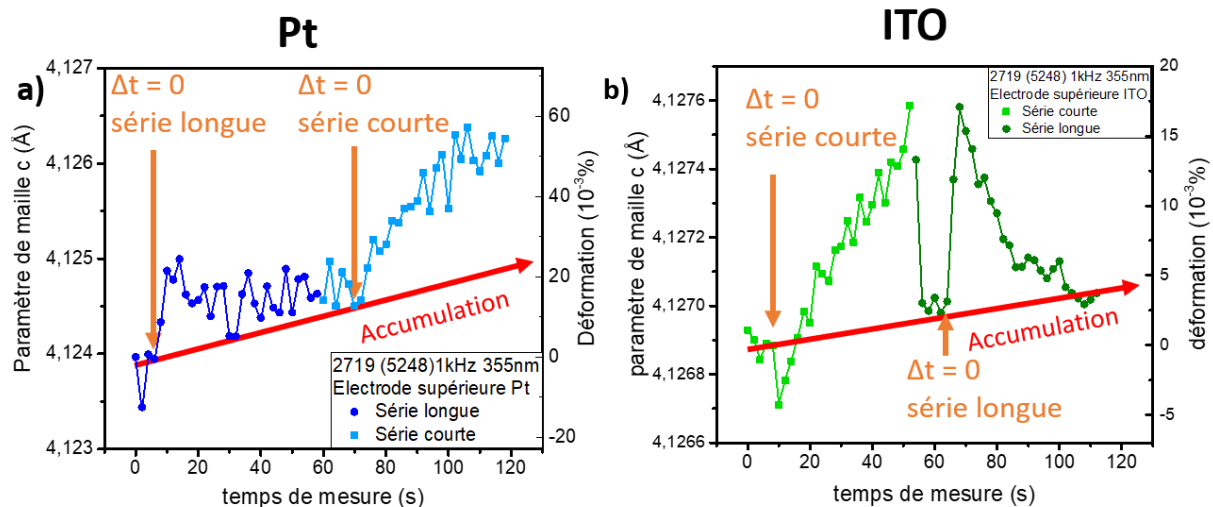 Pt
a)
Δt = 0
série longue
Δt = 0
série courte
4,127
4,126
4,125
4,124
4,123
Paramètre de maille c (Å)
60
40
20
0
-20
Déformation (10⁻³%)
Accumulation
2719 (5248)1kHz 355nm
Electrode supérieure Pt
Série longue
Série courte
0 20 40 60 80 100 120
temps de mesure (s)
ITO
b)
2719 (5248) 1kHz 355nm
Electrode supérieure ITO
Série courte
Série longue
Δt = 0
série courte
4,1276
4,1274
4,1272
4,1270
4,1268
4,1266
paramètre de maille c (Å)
20
15
10
5
0
-5
déformation (10⁻³%)
Accumulation
Δt = 0
série longue
0 20 40 60 80 100 120
temps de mesure (s)